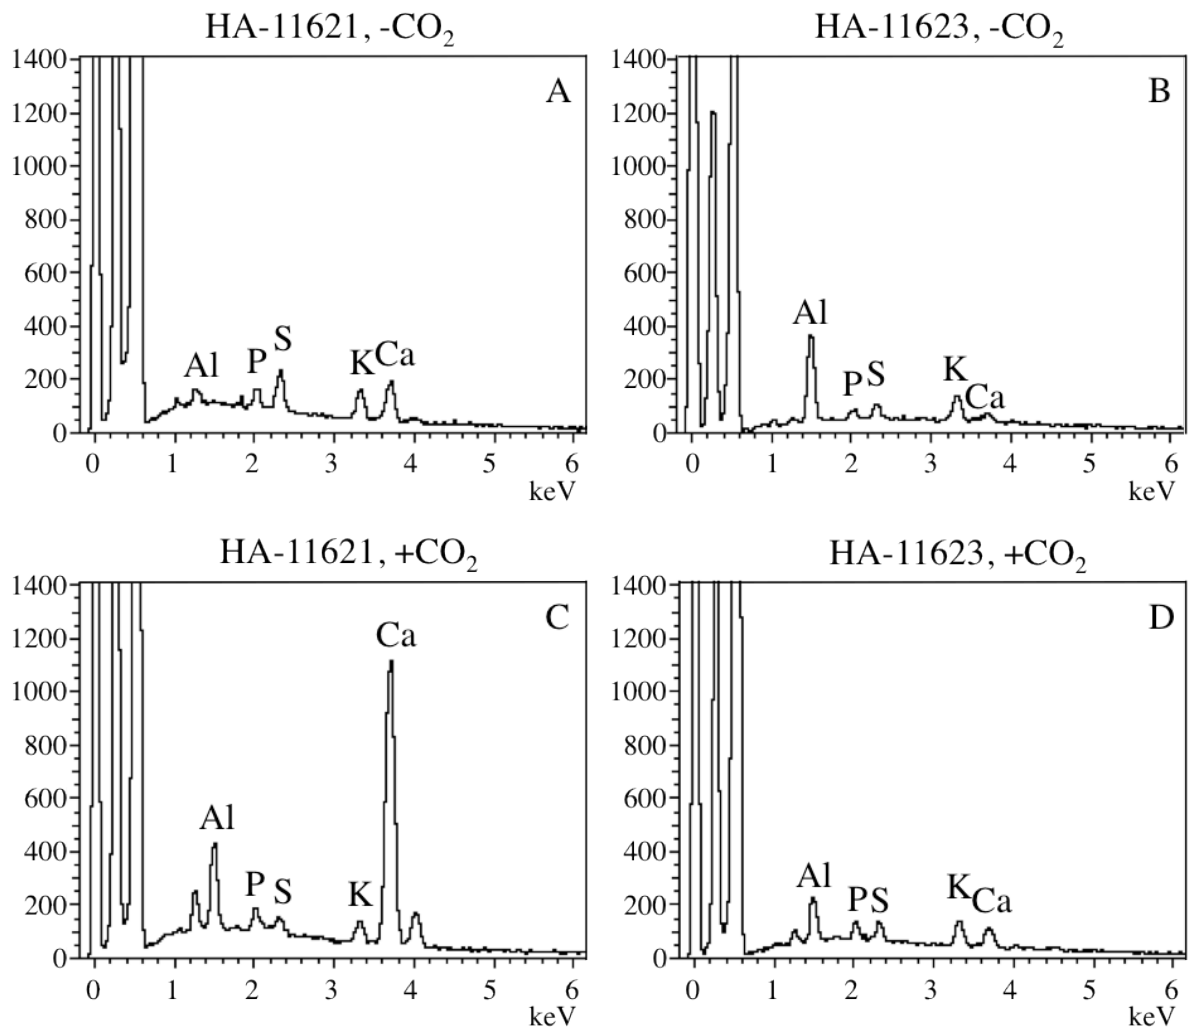 HA-11621, -CO₂
1400
1200
1000
800
600
400
200
0
A
Al P S K Ca
0 1 2 3 4 5 6
keV
HA-11623, -CO₂
1400
1200
1000
800
600
400
200
0
B
Al P S K Ca
0 1 2 3 4 5 6
keV
HA-11621, +CO₂
1400
1200
1000
800
600
400
200
0
C
Al P S K Ca
0 1 2 3 4 5 6
keV
HA-11623, +CO₂
1400
1200
1000
800
600
400
200
0
D
Al P S K Ca
0 1 2 3 4 5 6
keV